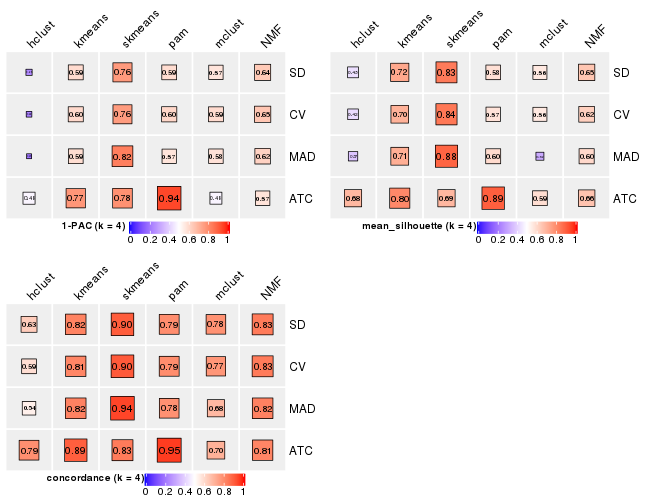 hclust kmeans skmeans pam mclust NMF
0.59 0.76 0.59 0.57 0.64 SD
0.60 0.76 0.60 0.59 0.65 CV
0.59 0.82 0.57 0.58 0.62 MAD
0.77 0.78 0.94 0.57 ATC
1-PAC (k = 4)
0 0.2 0.4 0.6 0.8 1
hclust kmeans skmeans pam mclust NMF
0.72 0.83 0.58 0.56 0.65 SD
0.70 0.84 0.57 0.56 0.62 CV
0.71 0.88 0.60 0.60 MAD
0.68 0.80 0.69 0.89 0.59 0.66 ATC
mean_silhouette (k = 4)
0 0.2 0.4 0.6 0.8 1
hclust kmeans skmeans pam mclust NMF
0.63 0.82 0.90 0.79 0.78 0.83 SD
0.59 0.81 0.90 0.79 0.77 0.83 CV
0.54 0.82 0.94 0.78 0.68 0.82 MAD
0.79 0.89 0.83 0.95 0.70 0.81 ATC
concordance (k = 4)
0 0.2 0.4 0.6 0.8 1